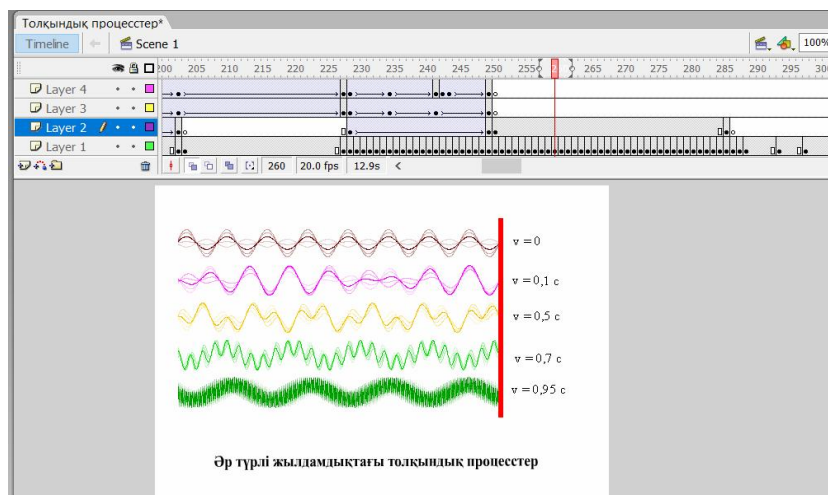 Толқындық процесстер*
Timeline
Scene 1
100%
200 205 210 215 220 225 230 235 240 245 250 255 265 270 275 280 285 290 295
Layer 4
Layer 3
Layer 2
Layer 1
260 20.0 fps 12.9s
v = 0
v = 0,1 c
v = 0,5 c
v = 0,7 c
v = 0,95 c
Әр түрлі жылдамдықтағы толқындық процесстер